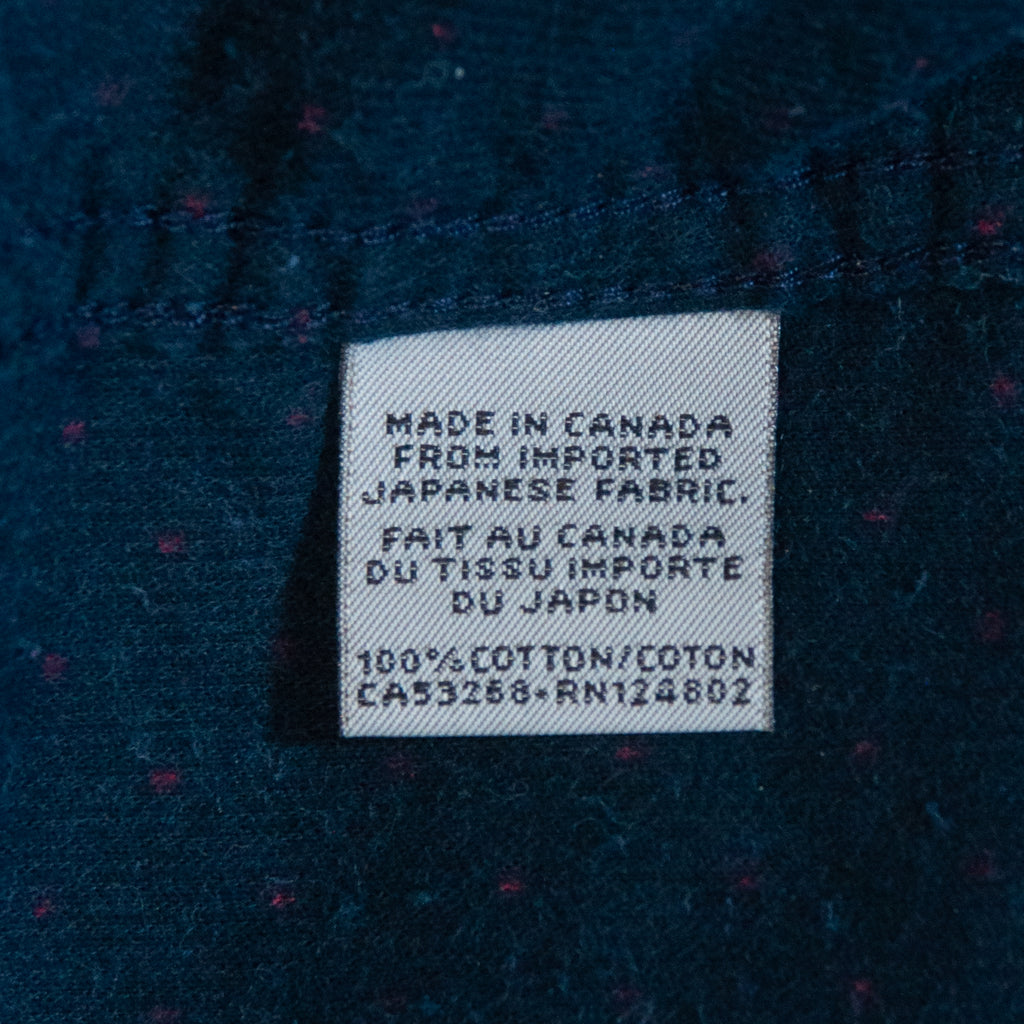 MADE IN CANADA
FROM IMPORTED
JAPANESE FABRIC.
FAIT AU CANADA
DU TISSU IMPORTE
DU JAPON
100% COTTON/COTON
CA53268•RN124802